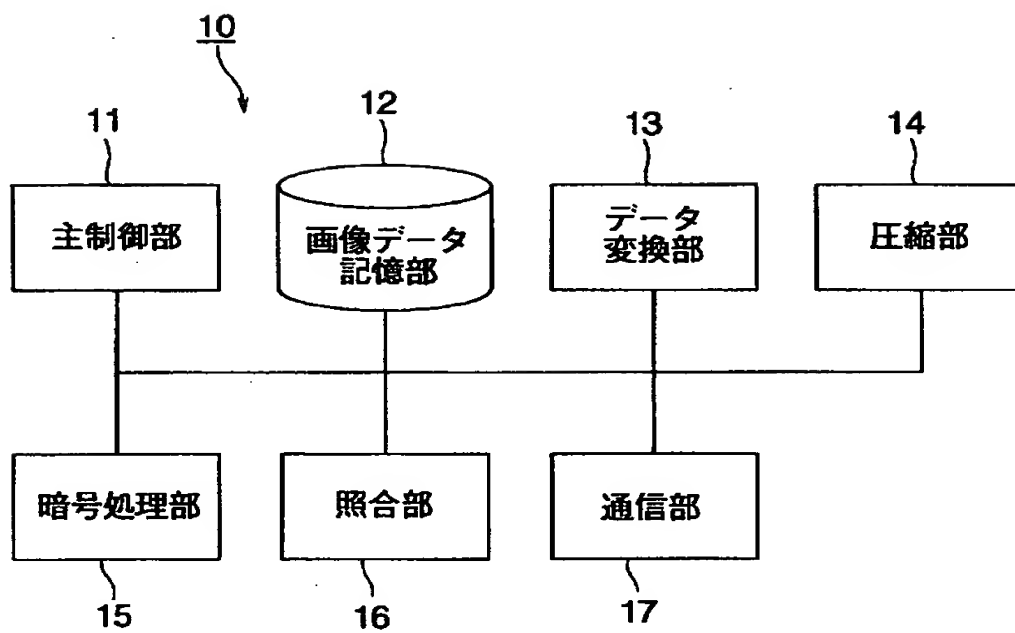 10
11
12
13
14
主制御部
画像データ
記憶部
データ
変換部
圧縮部
暗号処理部
照合部
通信部
15
16
17